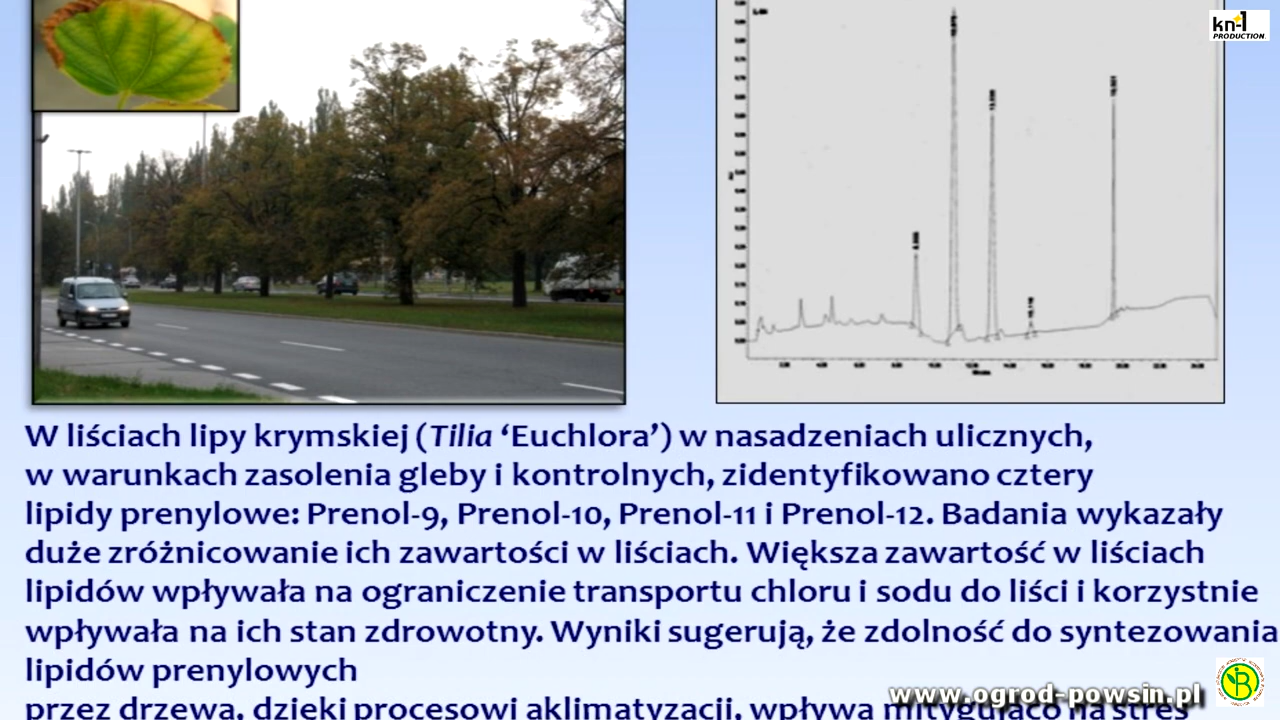 kn-1
PRODUCTION.
W liściach lipy krymskiej (Tilia ‘Euchlora’) w nasadzeniach ulicznych,
w warunkach zasolenia gleby i kontrolnych, zidentyfikowano cztery
lipidy prenylowe: Prenol-9, Prenol-10, Prenol-11 i Prenol-12. Badania wykazały
duże zróżnicowanie ich zawartości w liściach. Większa zawartość w liściach
lipidów wpływała na ograniczenie transportu chloru i sodu do liści i korzystnie
wpływała na ich stan zdrowotny. Wyniki sugerują, że zdolność do syntezowania
lipidów prenylowych
przez drzewa, dzięki procesowi aklimatyzacji, wpływa mitygująco na stres
www.ogrod-powsin.pl